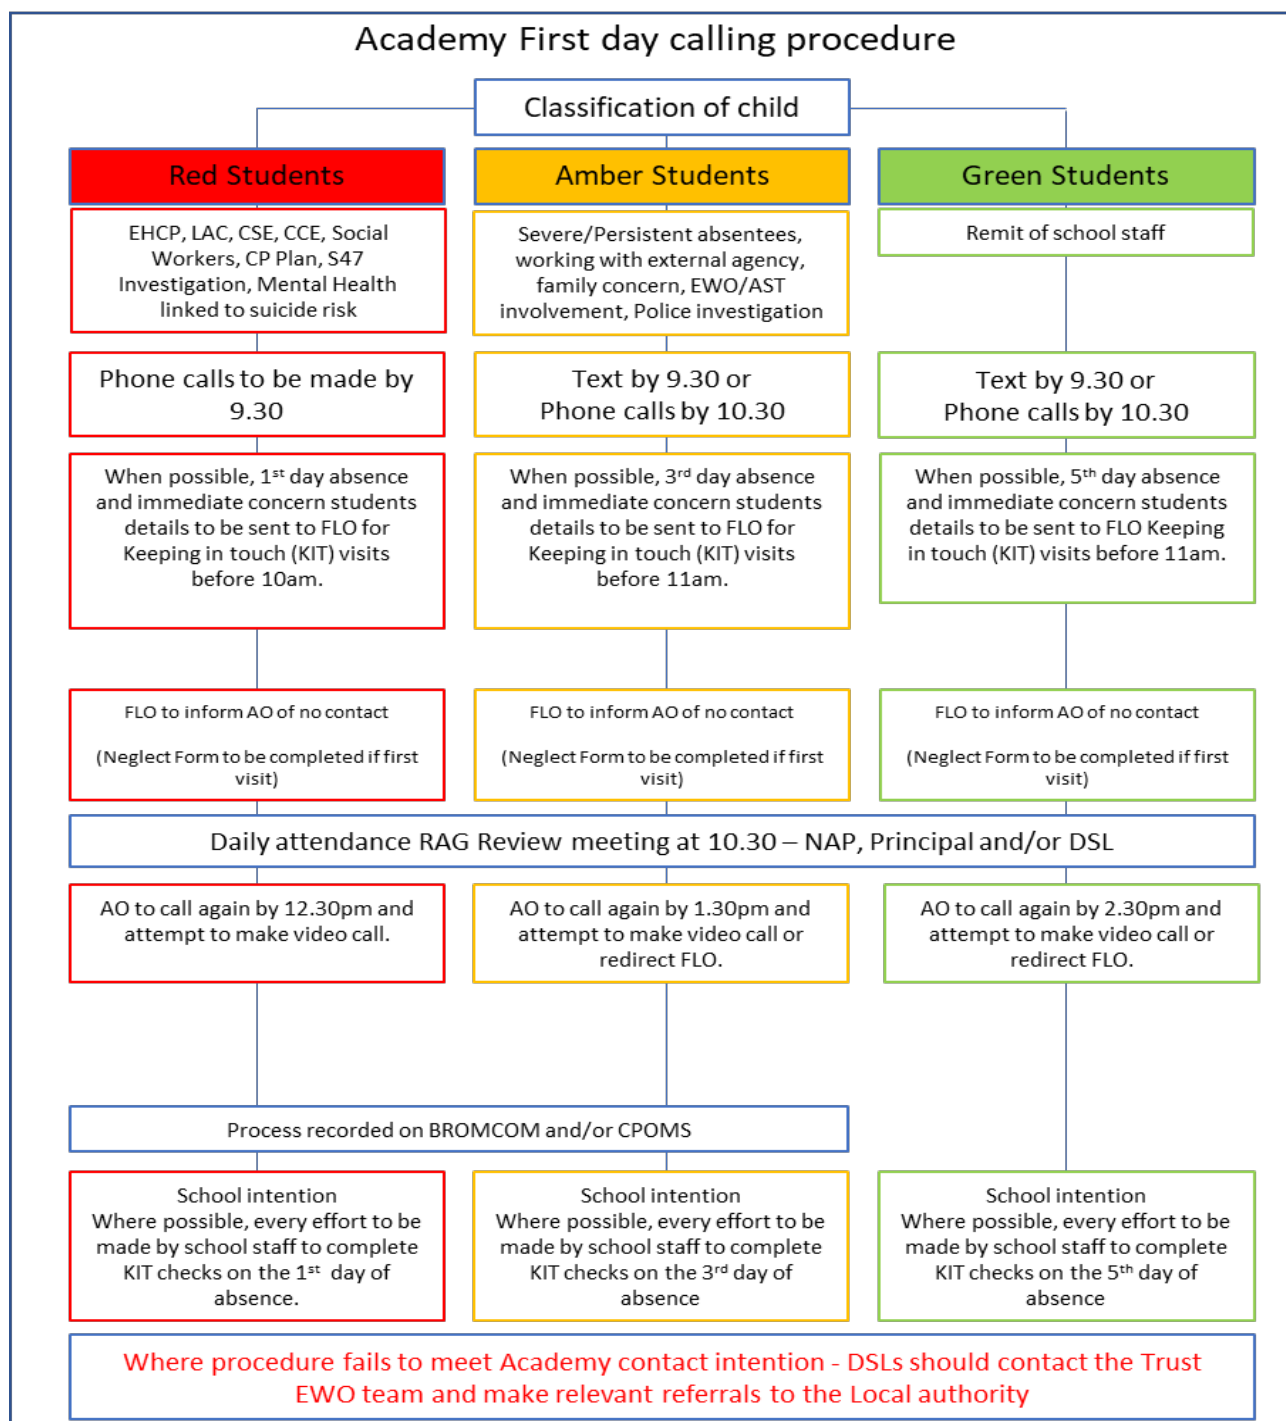 Academy First day calling procedure
Classification of child
Red Students
Amber Students
Green Students
EHCP, LAC, CSE, CCE, Social
Workers, CP Plan, S47
Investigation, Mental Health
linked to suicide risk
Severe/Persistent absentees,
working with external agency,
family concern, EWO/AST
involvement, Police investigation
Remit of school staff
Phone calls to be made by
9.30
Text by 9.30 or
Phone calls by 10.30
Text by 9.30 or
Phone calls by 10.30
When possible, 1st day absence
and immediate concern students
details to be sent to FLO for
Keeping in touch (KIT) visits
before 10am.
When possible, 3rd day absence
and immediate concern students
details to be sent to FLO for
Keeping in touch (KIT) visits
before 11am.
When possible, 5th day absence
and immediate concern students
details to be sent to FLO Keeping
in touch (KIT) visits before 11am.
FLO to inform AO of no contact
(Neglect Form to be completed if first
visit)
FLO to inform AO of no contact
(Neglect Form to be completed if first
visit)
FLO to inform AO of no contact
(Neglect Form to be completed if first
visit)
Daily attendance RAG Review meeting at 10.30 – NAP, Principal and/or DSL
AO to call again by 12.30pm and
attempt to make video call.
AO to call again by 1.30pm and
attempt to make video call or
redirect FLO.
AO to call again by 2.30pm and
attempt to make video call or
redirect FLO.
Process recorded on BROMCOM and/or CPOMS
School intention
Where possible, every effort to be
made by school staff to complete
KIT checks on the 1st day of
absence.
School intention
Where possible, every effort to be
made by school staff to complete
KIT checks on the 3rd day of
absence
School intention
Where possible, every effort to be
made by school staff to complete
KIT checks on the 5th day of
absence
Where procedure fails to meet Academy contact intention - DSLs should contact the Trust
EWO team and make relevant referrals to the Local authority